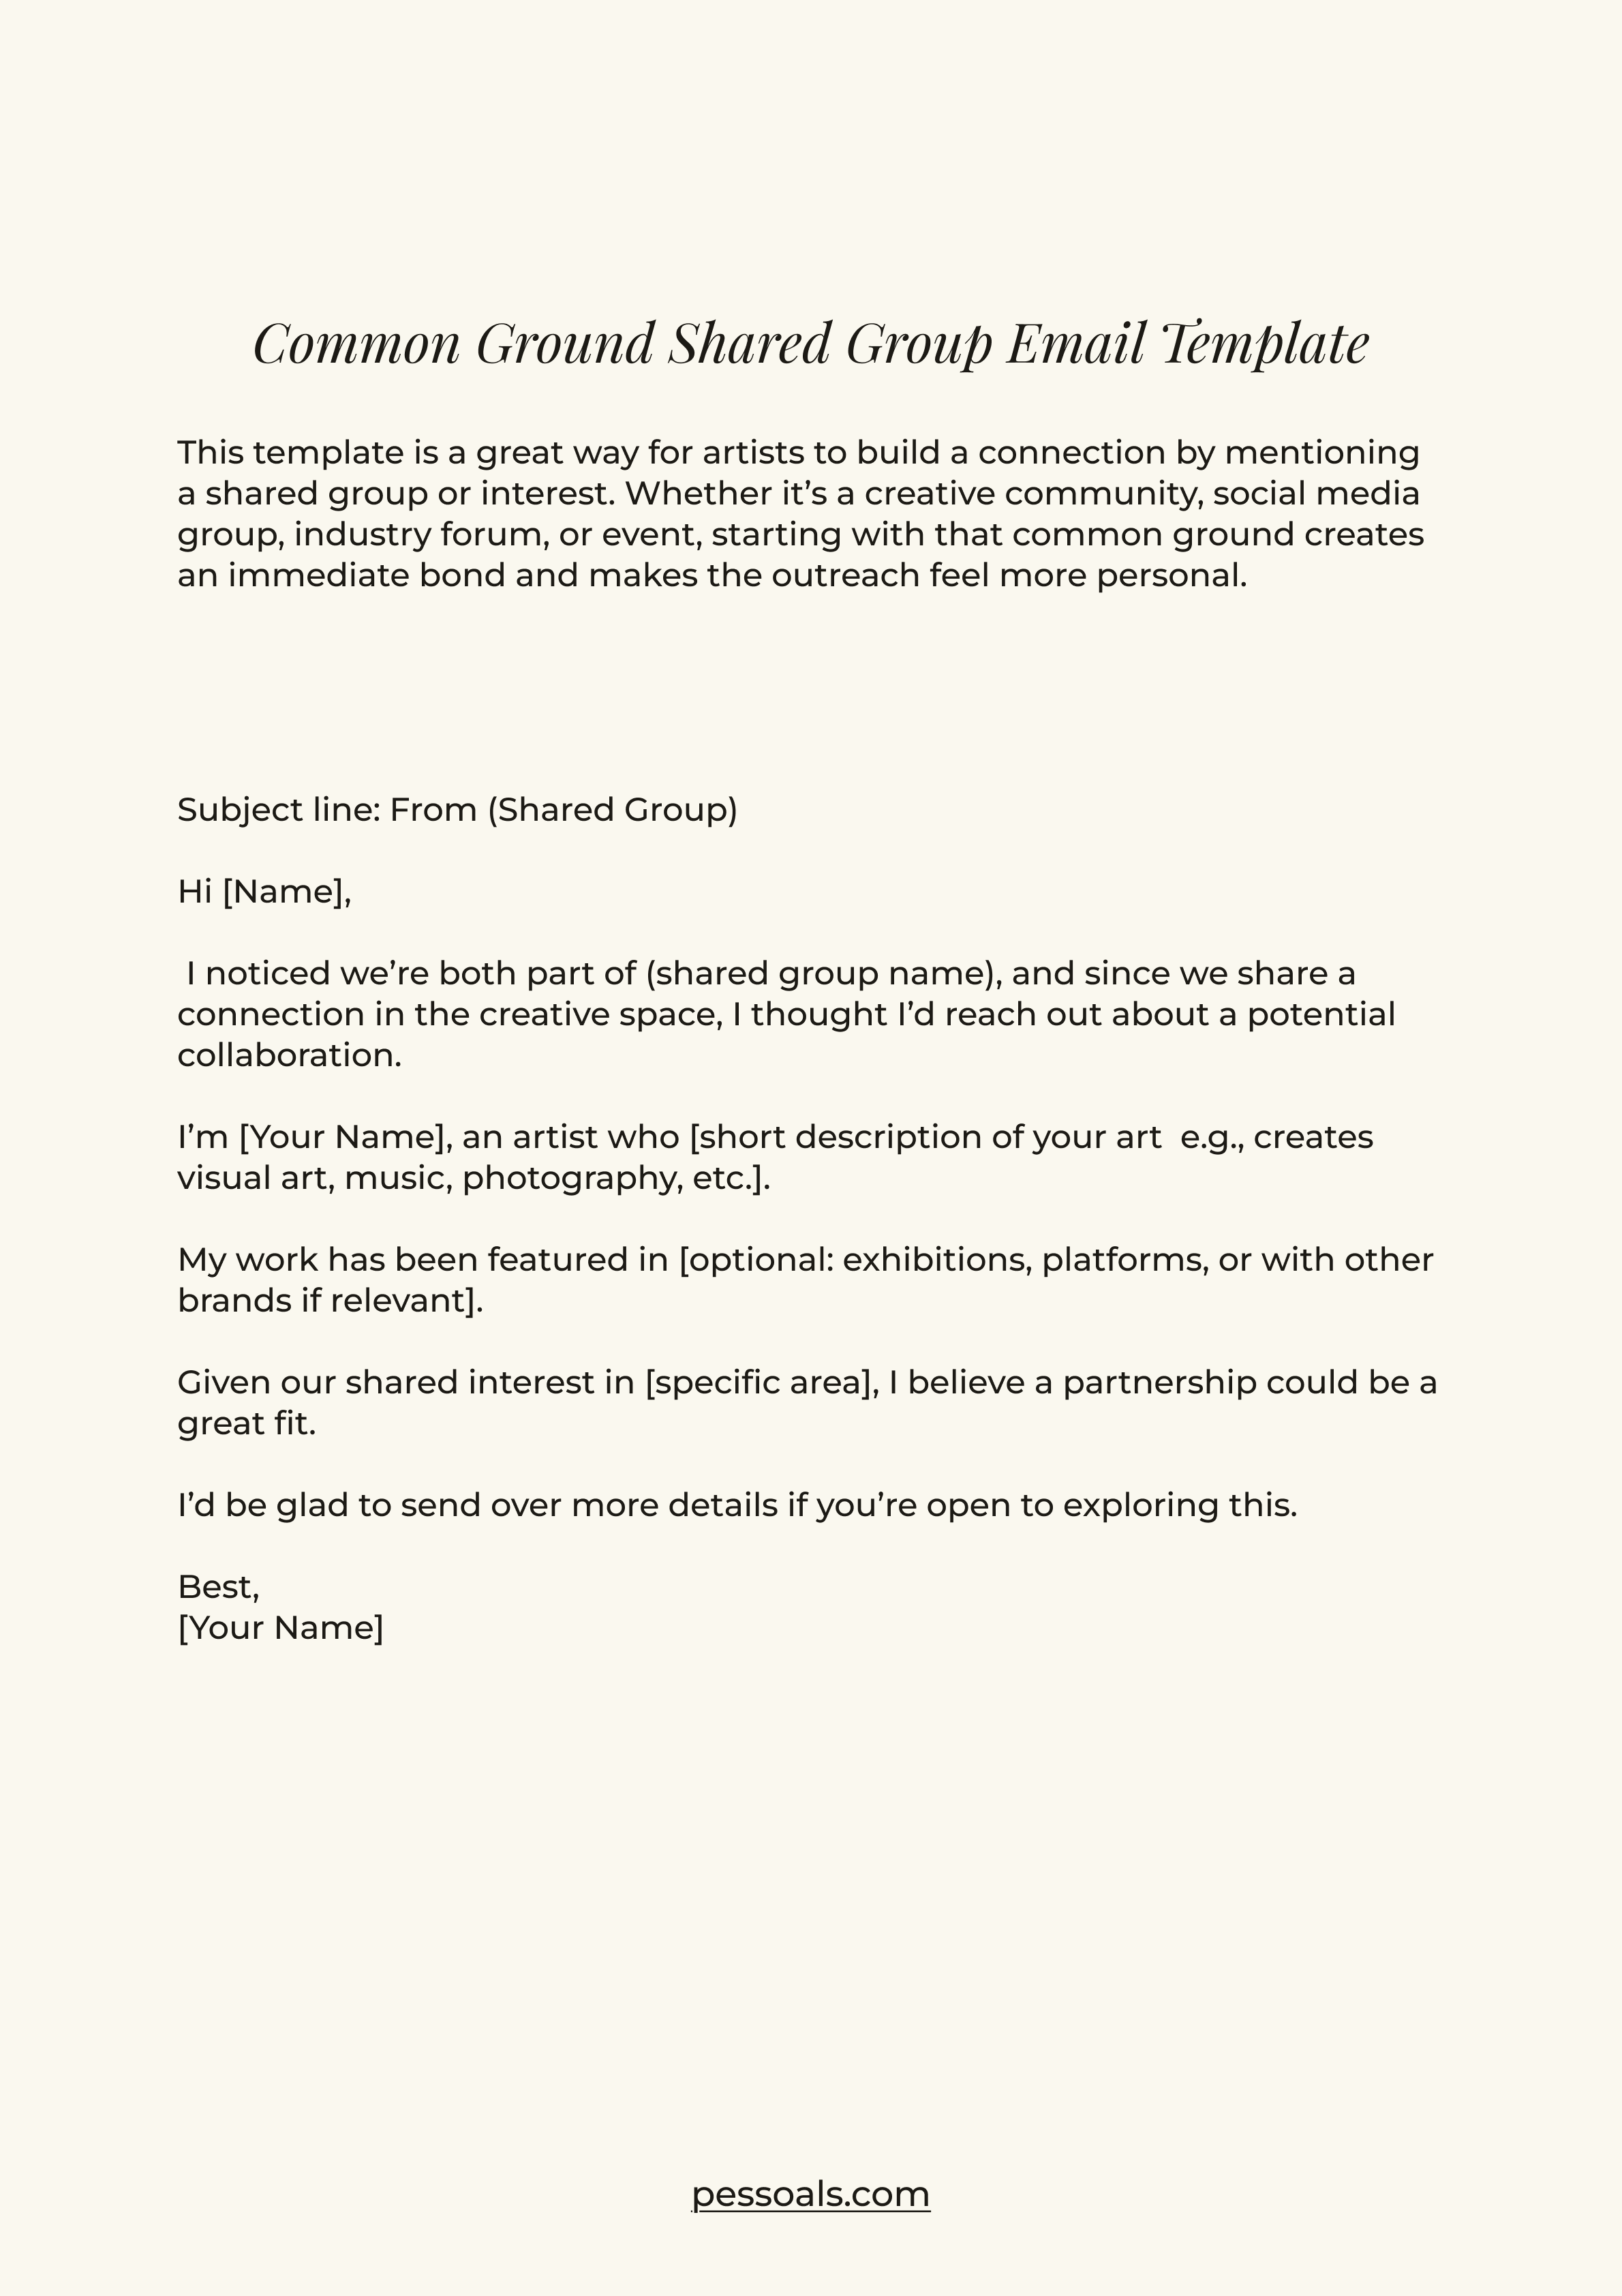 Common Ground Shared Group Email Template
This template is a great way for artists to build a connection by mentioning
a shared group or interest. Whether it’s a creative community, social media
group, industry forum, or event, starting with that common ground creates
an immediate bond and makes the outreach feel more personal.
Subject line: From (Shared Group)
Hi [Name],
I noticed we’re both part of (shared group name), and since we share a
connection in the creative space, I thought I’d reach out about a potential
collaboration.
I’m [Your Name], an artist who [short description of your art  e.g., creates
visual art, music, photography, etc.].
My work has been featured in [optional: exhibitions, platforms, or with other
brands if relevant].
Given our shared interest in [specific area], I believe a partnership could be a
great fit.
I’d be glad to send over more details if you’re open to exploring this.
Best,
[Your Name]
pessoals.com